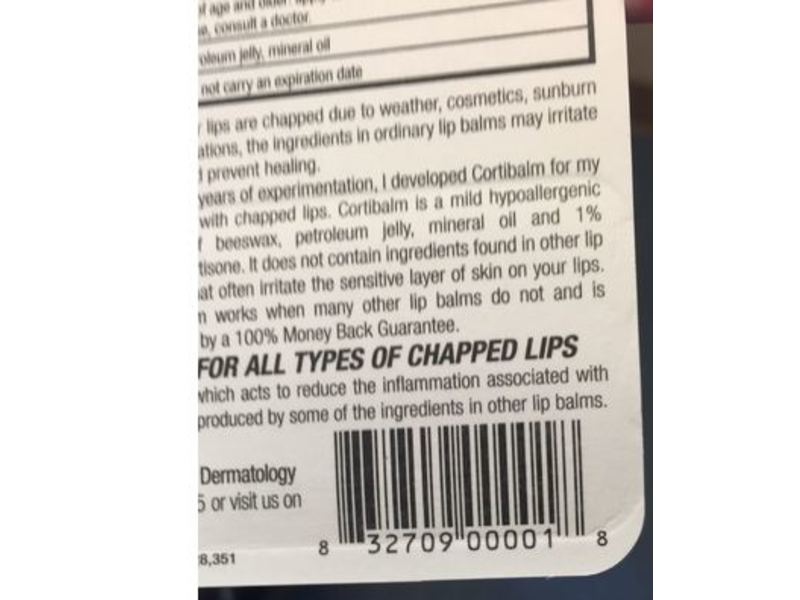 of age and older apply
consult a doctor
oleum jelly, mineral oil
not carry an expiration date
lips are chapped due to weather, cosmetics, sunburn
ations, the ingredients in ordinary lip balms may irritate
prevent healing.
years of experimentation, I developed Cortibalm for my
with chapped lips. Cortibalm is a mild hypoallergenic
f beeswax, petroleum jelly, mineral oil and 1%
tisone. It does not contain ingredients found in other lip
at often irritate the sensitive layer of skin on your lips.
n works when many other lip balms do not and is
by a 100% Money Back Guarantee.
FOR ALL TYPES OF CHAPPED LIPS
which acts to reduce the inflammation associated with
produced by some of the ingredients in other lip balms.
Dermatology
5 or visit us on
8 32709 00001 8
8,351